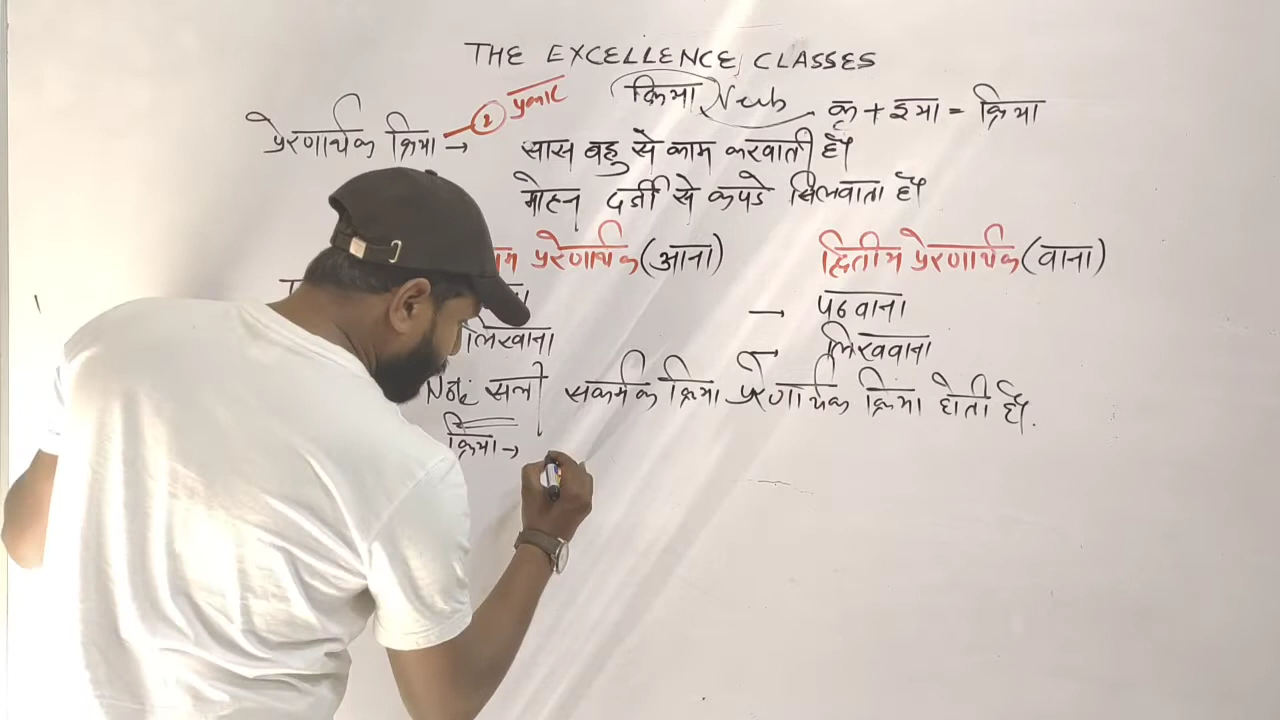 THE EXCELLENCE CLASSES
क्रिया Verb कृ + इया = क्रिया
प्रेरणार्थक क्रिया → 2 प्रकार
सास बहु से काम करवाती है।
मोहन दर्जी से कपडे सिलवाता है।
प्रेरणार्थक (आना) द्वितीय प्रेरणार्थक (वाना)
→ पढवाना
लिखवाना → लिखवाना
Note: सभी सकर्मक क्रिया प्रेरणार्थक क्रिया होती है।
क्रिया →